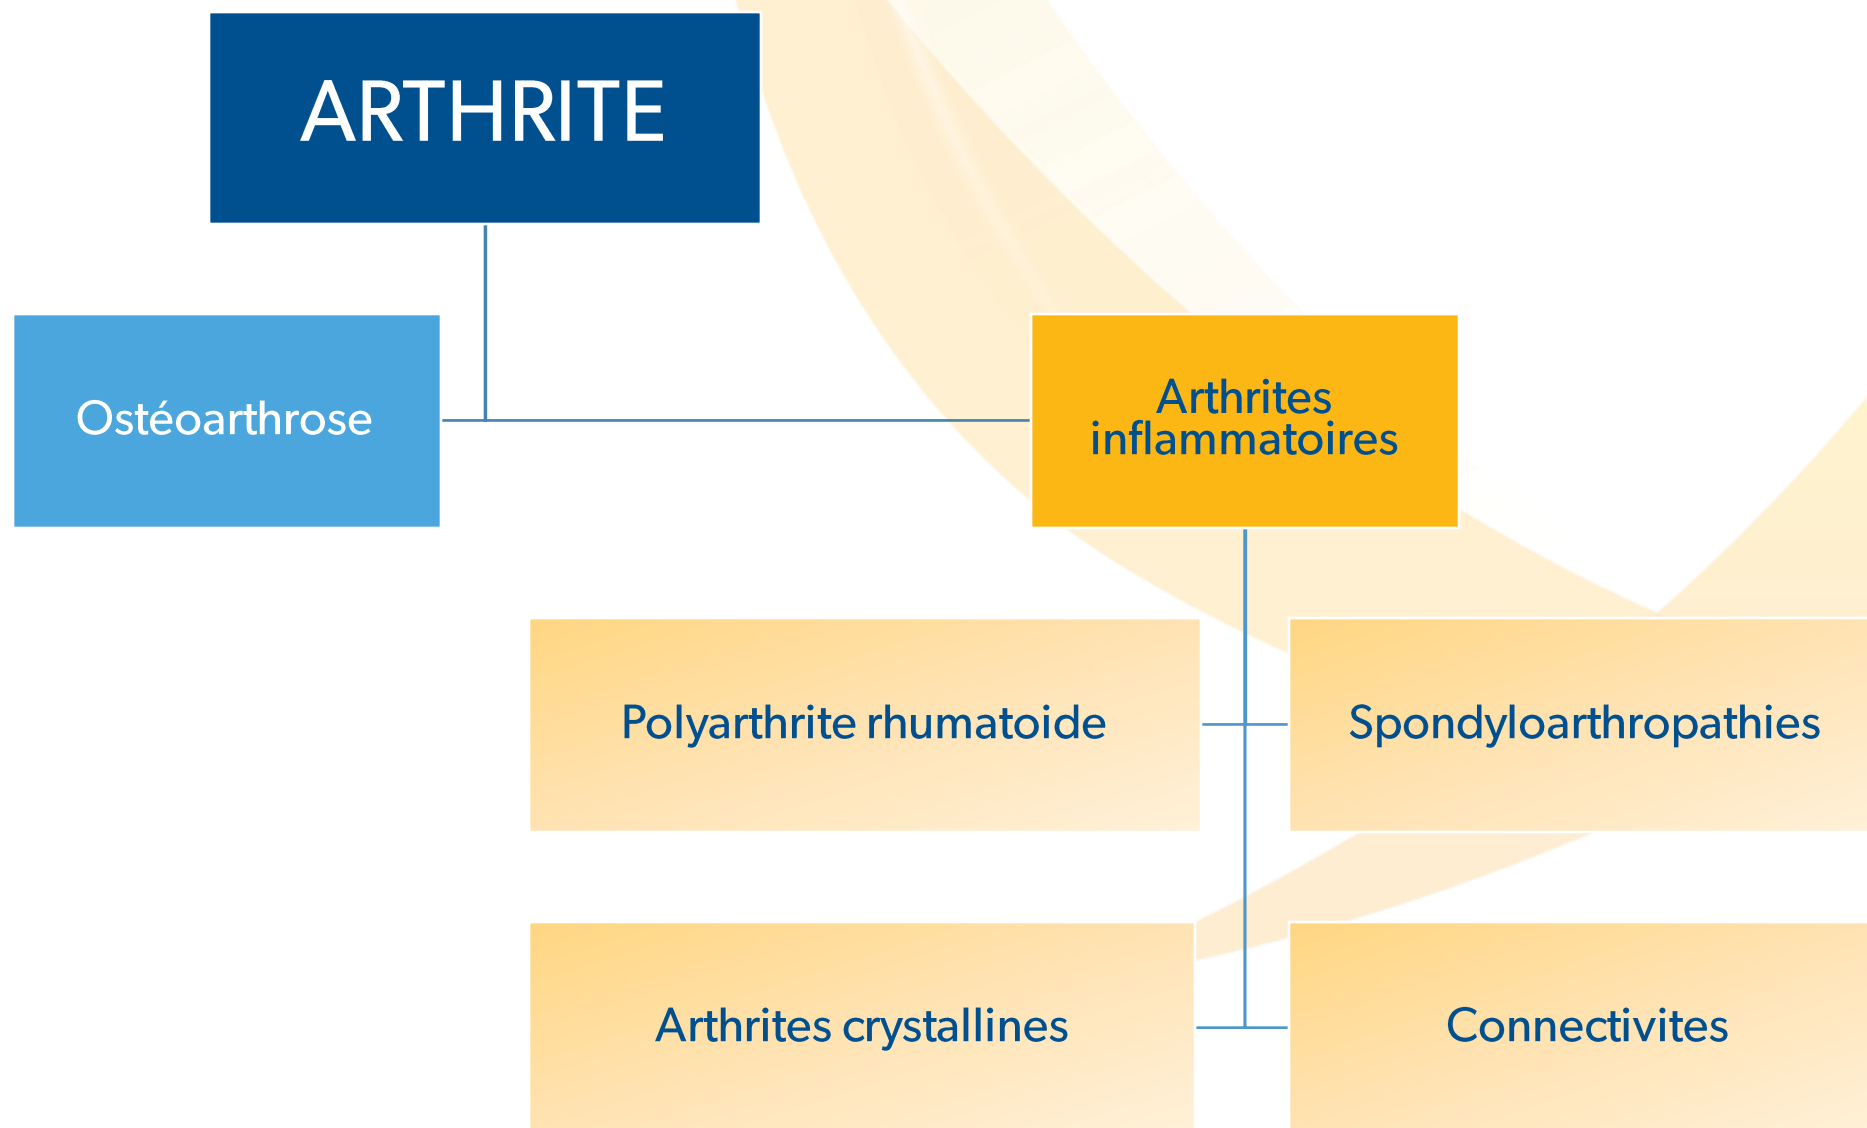 ARTHRITE
Ostéoarthrose
Arthrites
inflammatoires
Polyarthrite rhumatoide
Spondyloarthropathies
Arthrites crystallines
Connectivites